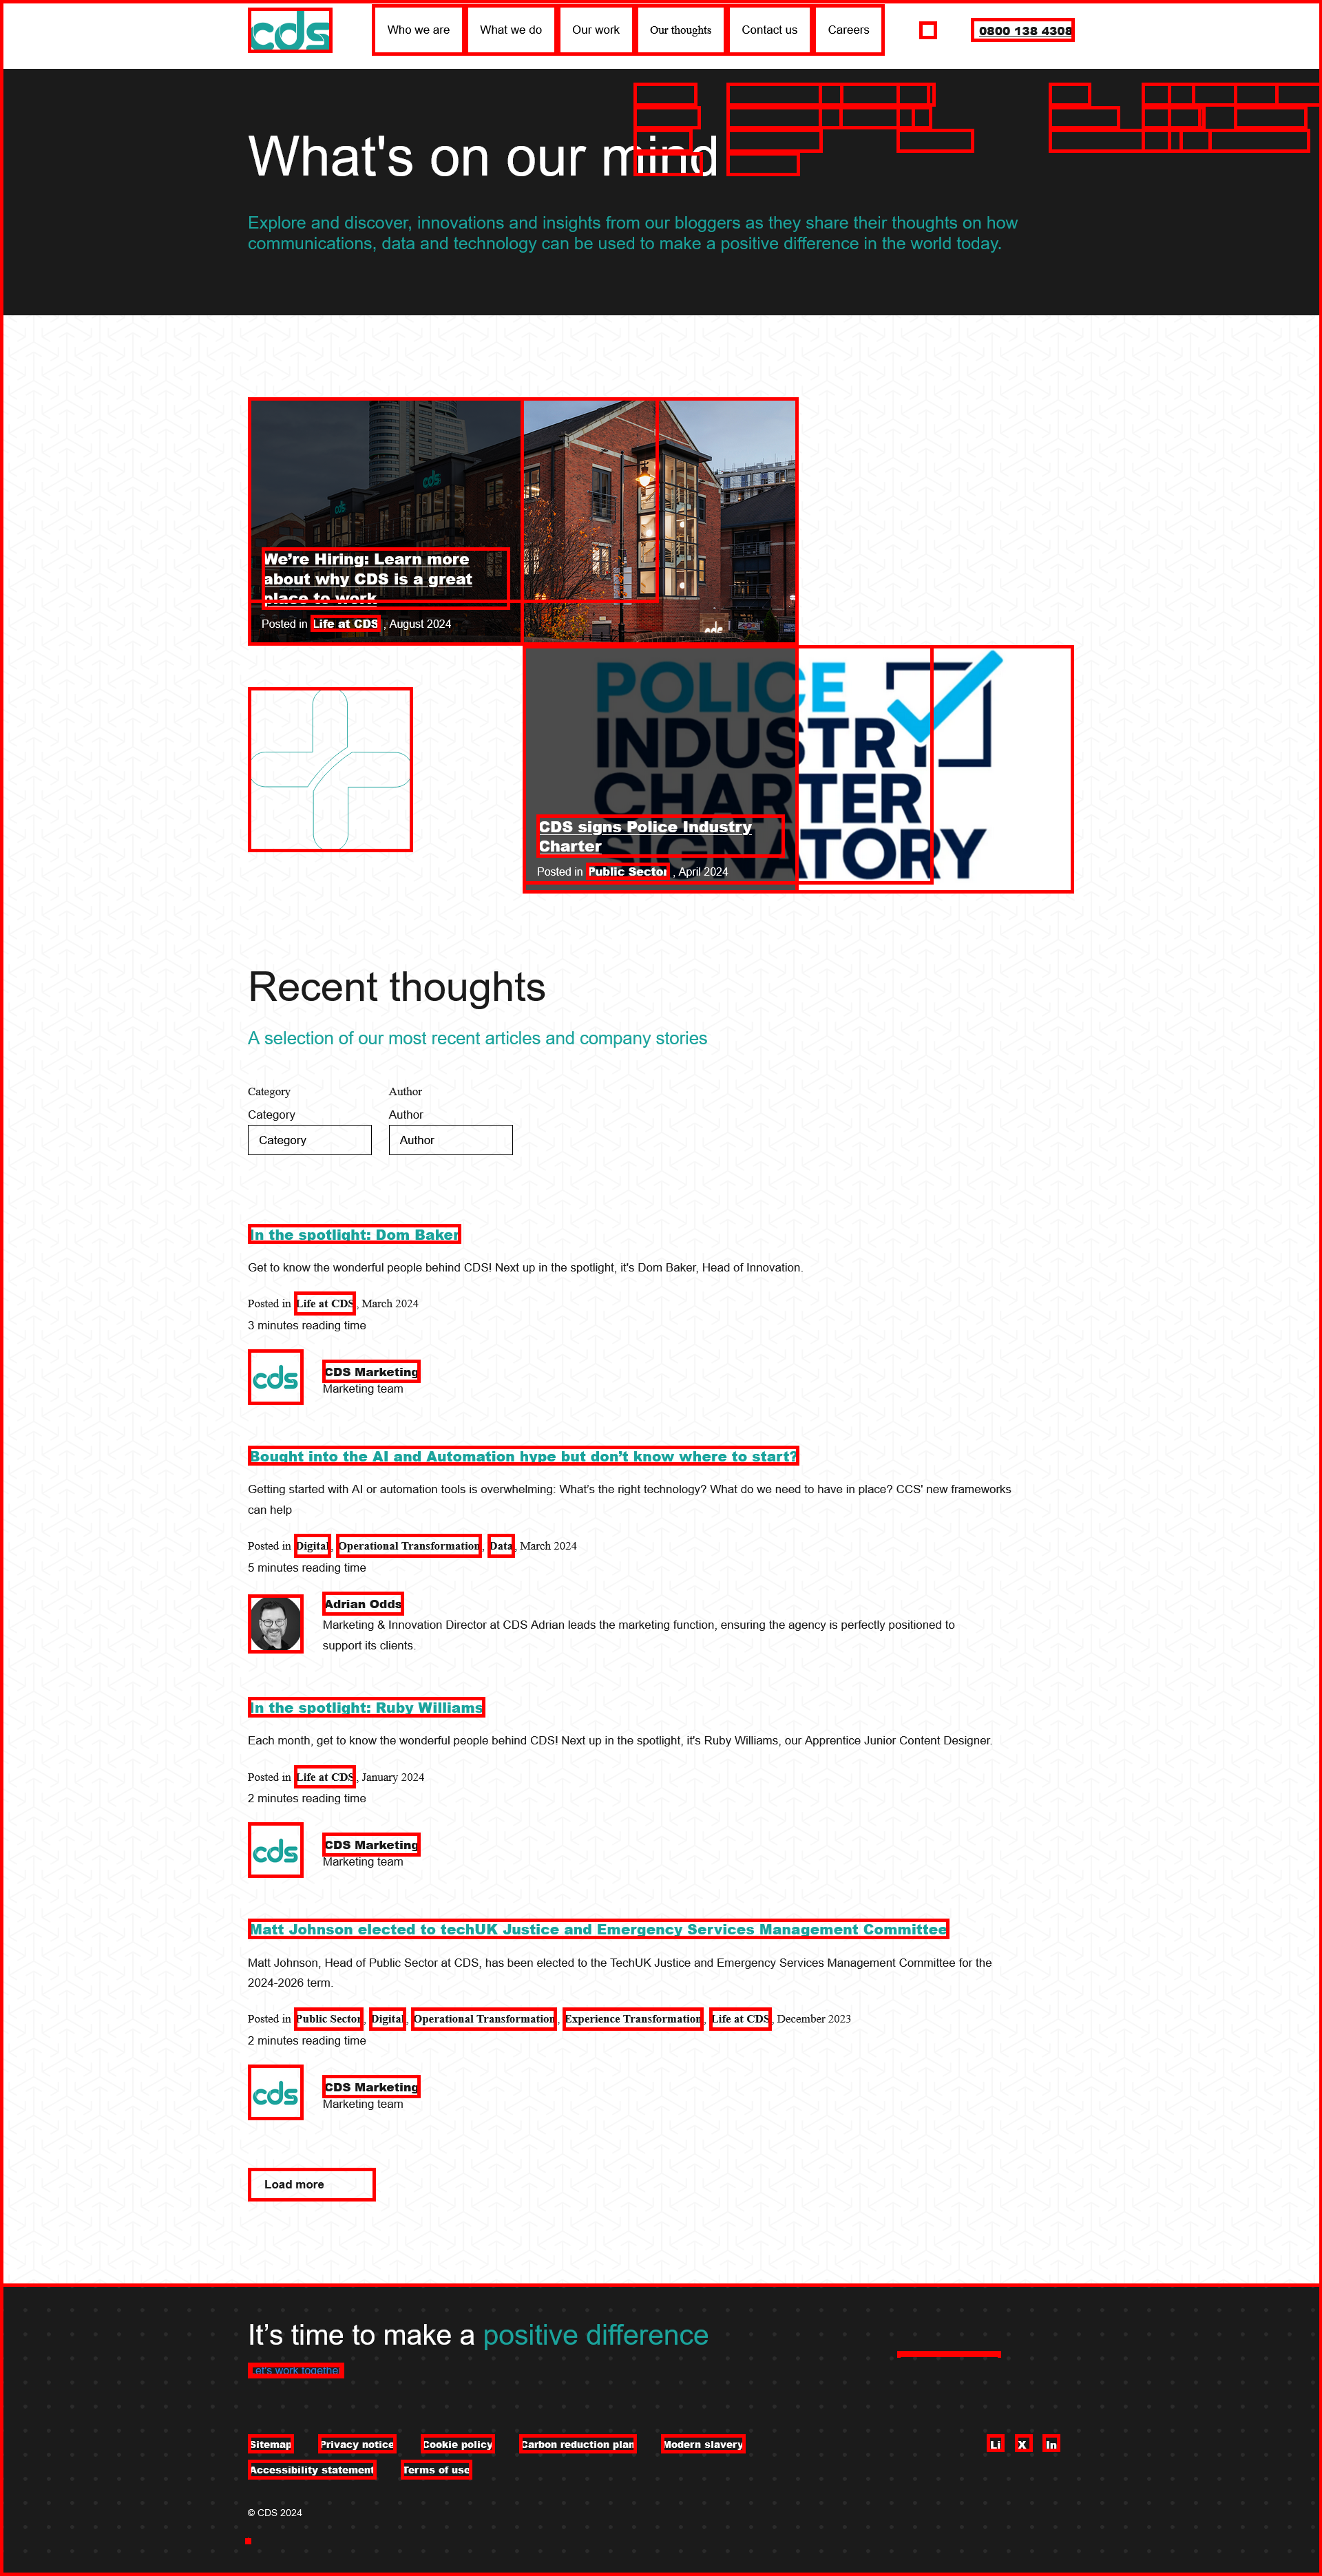 cds
Who we are
What we do
Our work
Our thoughts
Contact us
Careers
0800 138 4308
What's on our mind
Explore and discover, innovations and insights from our bloggers as they share their thoughts on how
communications, data and technology can be used to make a positive difference in the world today.
cds
cds
cds
We're Hiring: Learn more
about why CDS is a great
place to work
Posted in Life at CDS , August 2024
POLICE
INDUSTRY
CHARTER
SIGNATORY
CDS signs Police Industry
Charter
Posted in Public Sector , April 2024
Recent thoughts
A selection of our most recent articles and company stories
Category
Author
Category
Author
Category
Author
In the spotlight: Dom Baker
Get to know the wonderful people behind CDS! Next up in the spotlight, it's Dom Baker, Head of Innovation.
Posted in Life at CDS, March 2024
3 minutes reading time
cds
CDS Marketing
Marketing team
Bought into the AI and Automation hype but don't know where to start?
Getting started with AI or automation tools is overwhelming: What's the right technology? What do we need to have in place? CCS' new frameworks
can help
Posted in Digital, Operational Transformation, Data, March 2024
5 minutes reading time
Adrian Odds
Marketing & Innovation Director at CDS Adrian leads the marketing function, ensuring the agency is perfectly positioned to
support its clients.
In the spotlight: Ruby Williams
Each month, get to know the wonderful people behind CDS! Next up in the spotlight, it's Ruby Williams, our Apprentice Junior Content Designer.
Posted in Life at CDS, January 2024
2 minutes reading time
cds
CDS Marketing
Marketing team
Matt Johnson elected to techUK Justice and Emergency Services Management Committee
Matt Johnson, Head of Public Sector at CDS, has been elected to the TechUK Justice and Emergency Services Management Committee for the
2024-2026 term.
Posted in Public Sector, Digital, Operational Transformation, Experience Transformation, Life at CDS, December 2023
2 minutes reading time
cds
CDS Marketing
Marketing team
Load more
It's time to make a positive difference
Let's work together
Sitemap
Privacy notice
Cookie policy
Carbon reduction plan
Modern slavery
Li
X
In
Accessibility statement
Terms of use
© CDS 2024